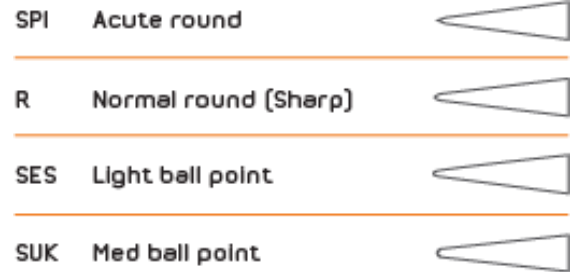 SPI Acute round
R Normal round (Sharp)
SES Light ball point
SUK Med ball point